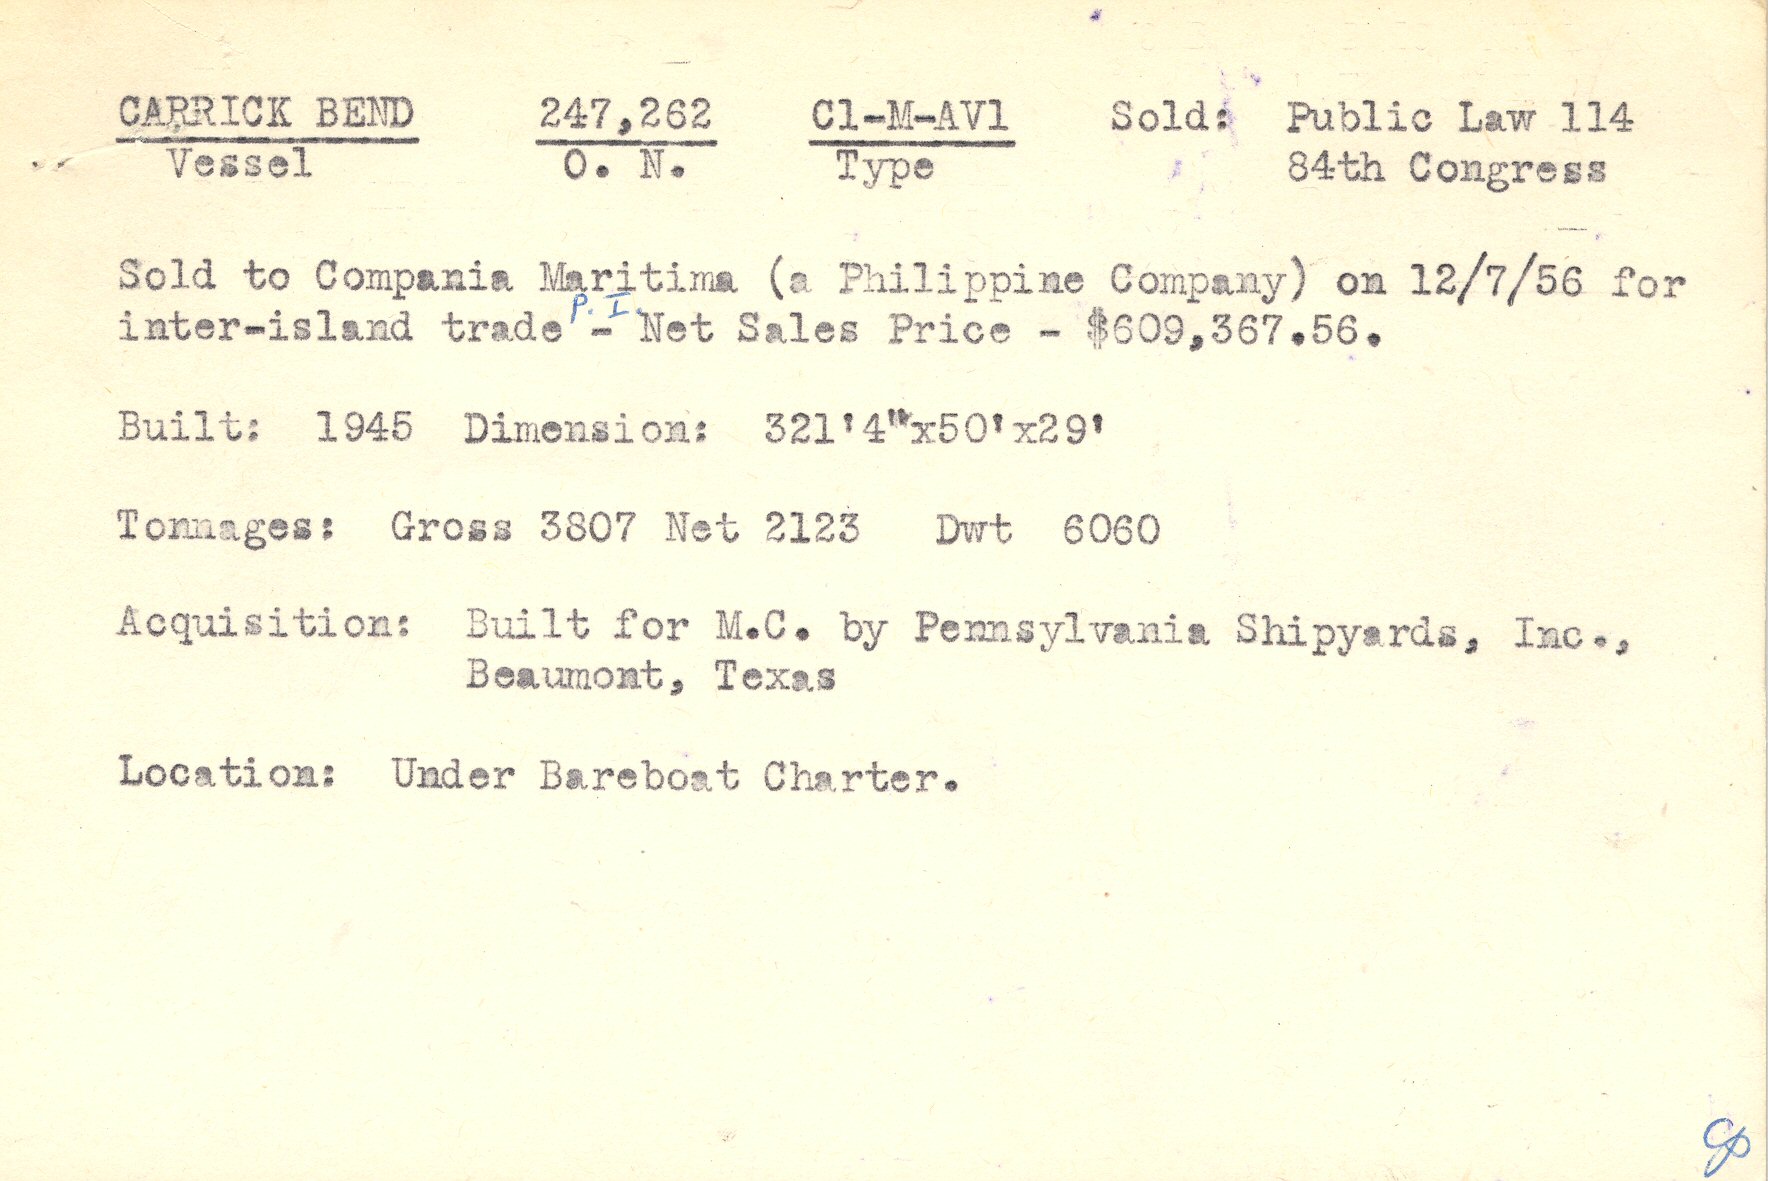 CARRICK BEND 247,262 C1-M-AV1 Sold: Public Law 114
Vessel O. N. Type 84th Congress
Sold to Compania Maritima (a Philippine Company) on 12/7/56 for
P. I.
inter-island trade - Net Sales Price - $609,367.56.
Built: 1945 Dimension: 321'4"x50'x29'
Tonnages: Gross 3807 Net 2123 Dwt 6060
Acquisition: Built for M.C. by Pennsylvania Shipyards, Inc.,
Beaumont, Texas
Location: Under Bareboat Charter.